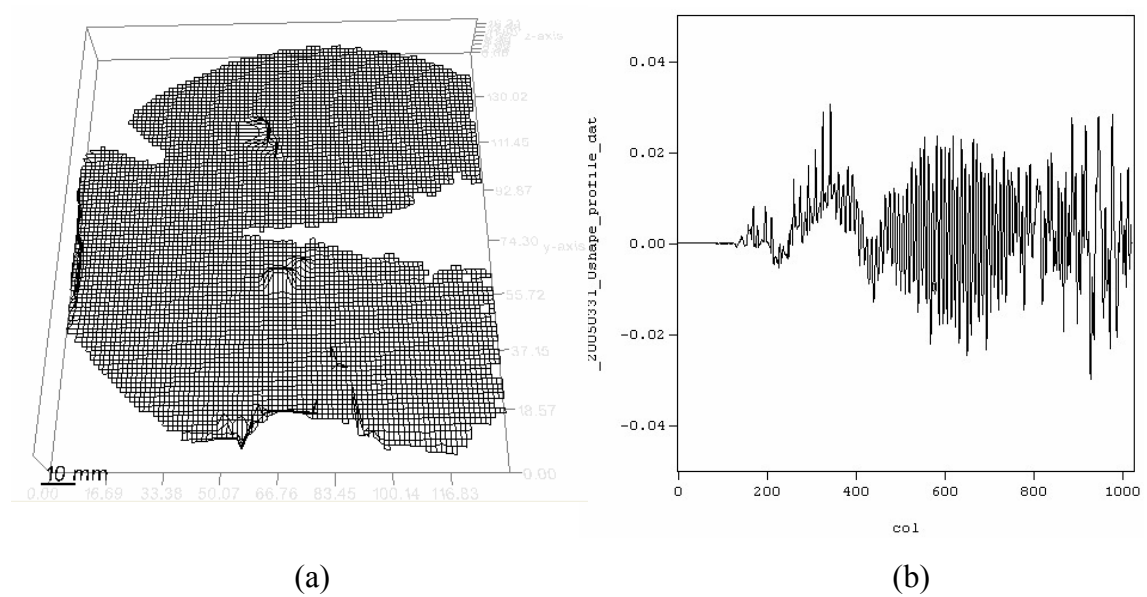 z-axis
130.02
111.45
92.87
74.30 y-axis
55.72
37.15
18.57
0.00
10 mm
0.00 16.69 33.38 50.07 66.76 83.45 100.14 116.83
(a)
_20050331_Ushape_profile_dat
0.04
0.02
0.00
-0.02
-0.04
0 200 400 600 800 1000
col
(b)